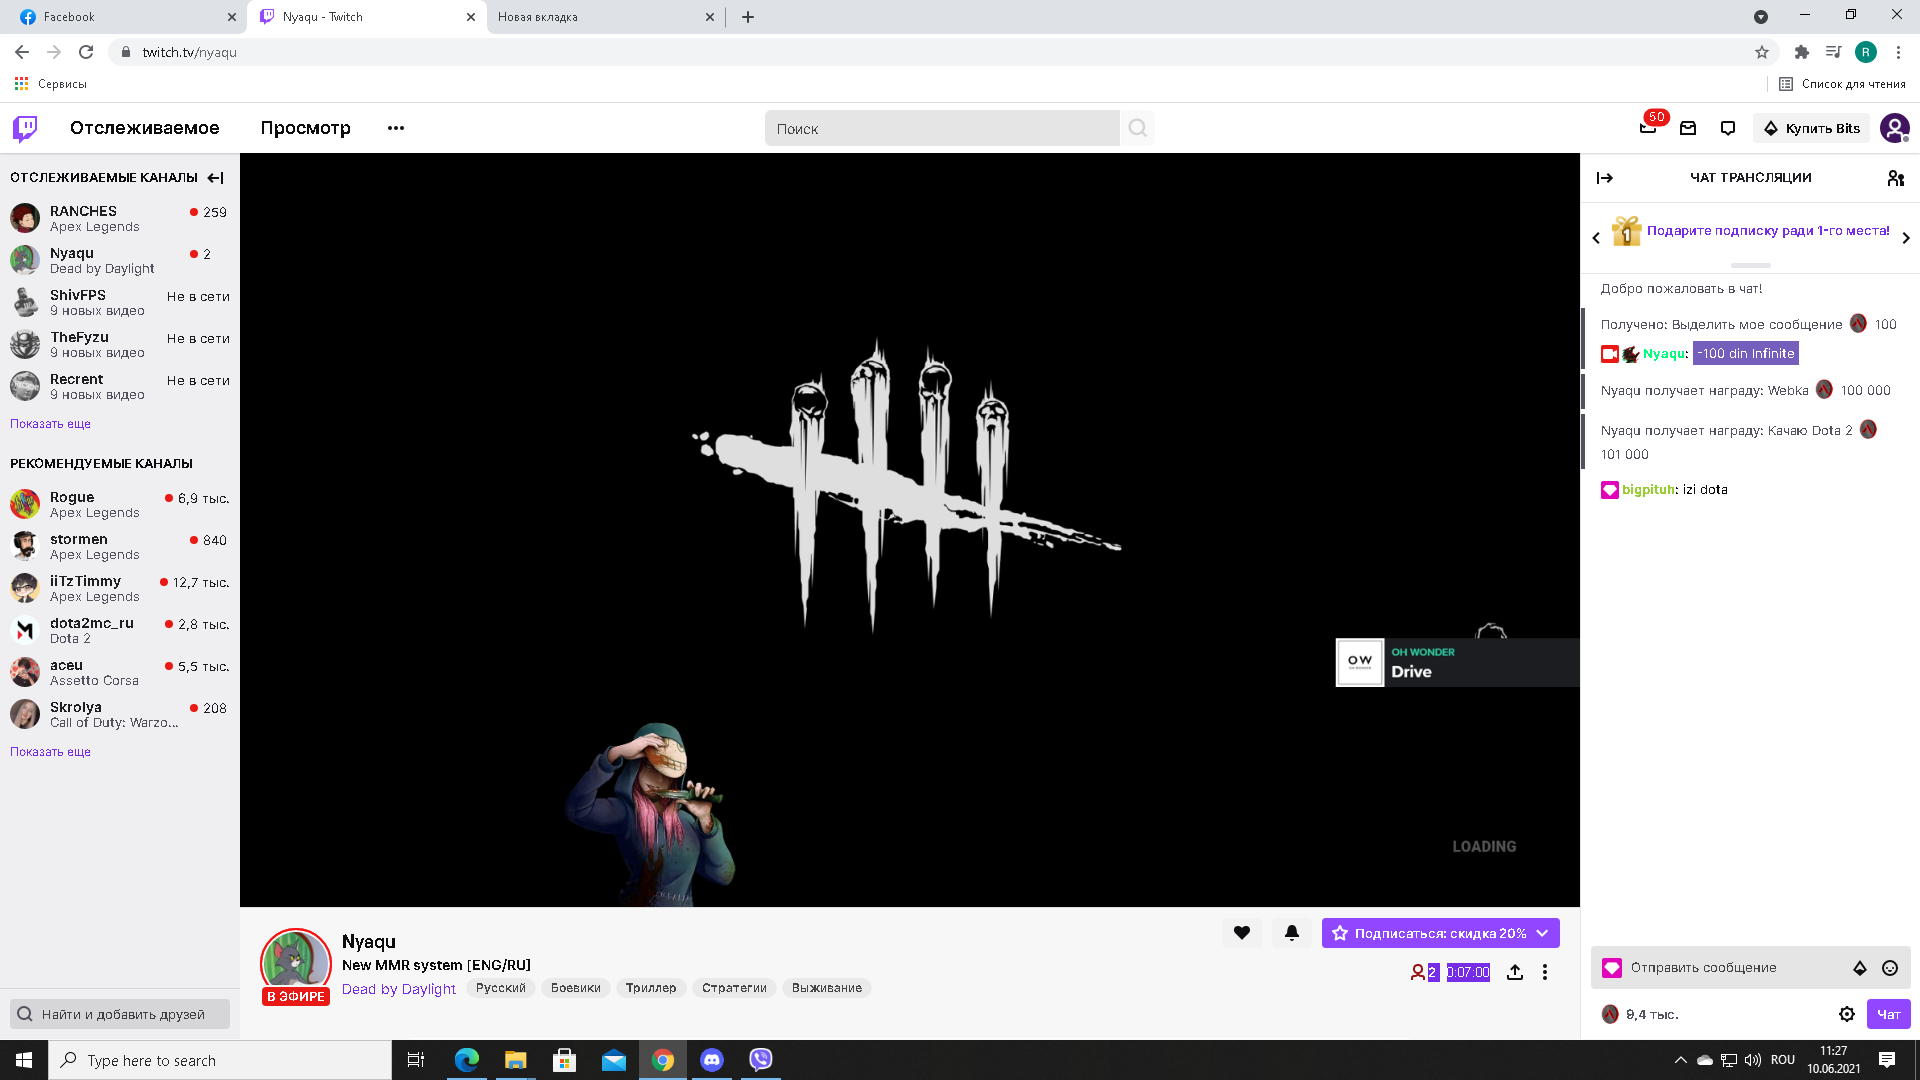 Facebook
Nyaqu - Twitch
Новая вкладка
twitch.tv/nyaqu
R
Сервисы
Список для чтения
Отслеживаемое
Просмотр
Поиск
50
Купить Bits
ОТСЛЕЖИВАЕМЫЕ КАНАЛЫ
RANCHES
259
Apex Legends
Nyaqu
2
Dead by Daylight
ShivFPS
Не в сети
9 новых видео
TheFyzu
Не в сети
9 новых видео
Recrent
Не в сети
9 новых видео
Показать еще
РЕКОМЕНДУЕМЫЕ КАНАЛЫ
Rogue
6,9 тыс.
Apex Legends
stormen
840
Apex Legends
iiTzTimmy
12,7 тыс.
Apex Legends
dota2mc_ru
2,8 тыс.
Dota 2
aceu
5,5 тыс.
Assetto Corsa
Skrolya
208
Call of Duty: Warzo...
Показать еще
Найти и добавить друзей
OW
OH WONDER
Drive
LOADING
Nyaqu
New MMR system [ENG/RU]
Dead by Daylight
Русский
Боевики
Триллер
Стратегии
Выживание
В ЭФИРЕ
Подписаться: скидка 20%
2
0:07:00
ЧАТ ТРАНСЛЯЦИИ
1
Подарите подписку ради 1-го места!
Добро пожаловать в чат!
Получено: Выделить мое сообщение 100
Nyaqu: -100 din Infinite
Nyaqu получает награду: Webka 100 000
Nyaqu получает награду: Качаю Dota 2
101 000
bigpituh: izi dota
Отправить сообщение
9,4 тыс.
Чат
Type here to search
ROU
11:27
10.06.2021